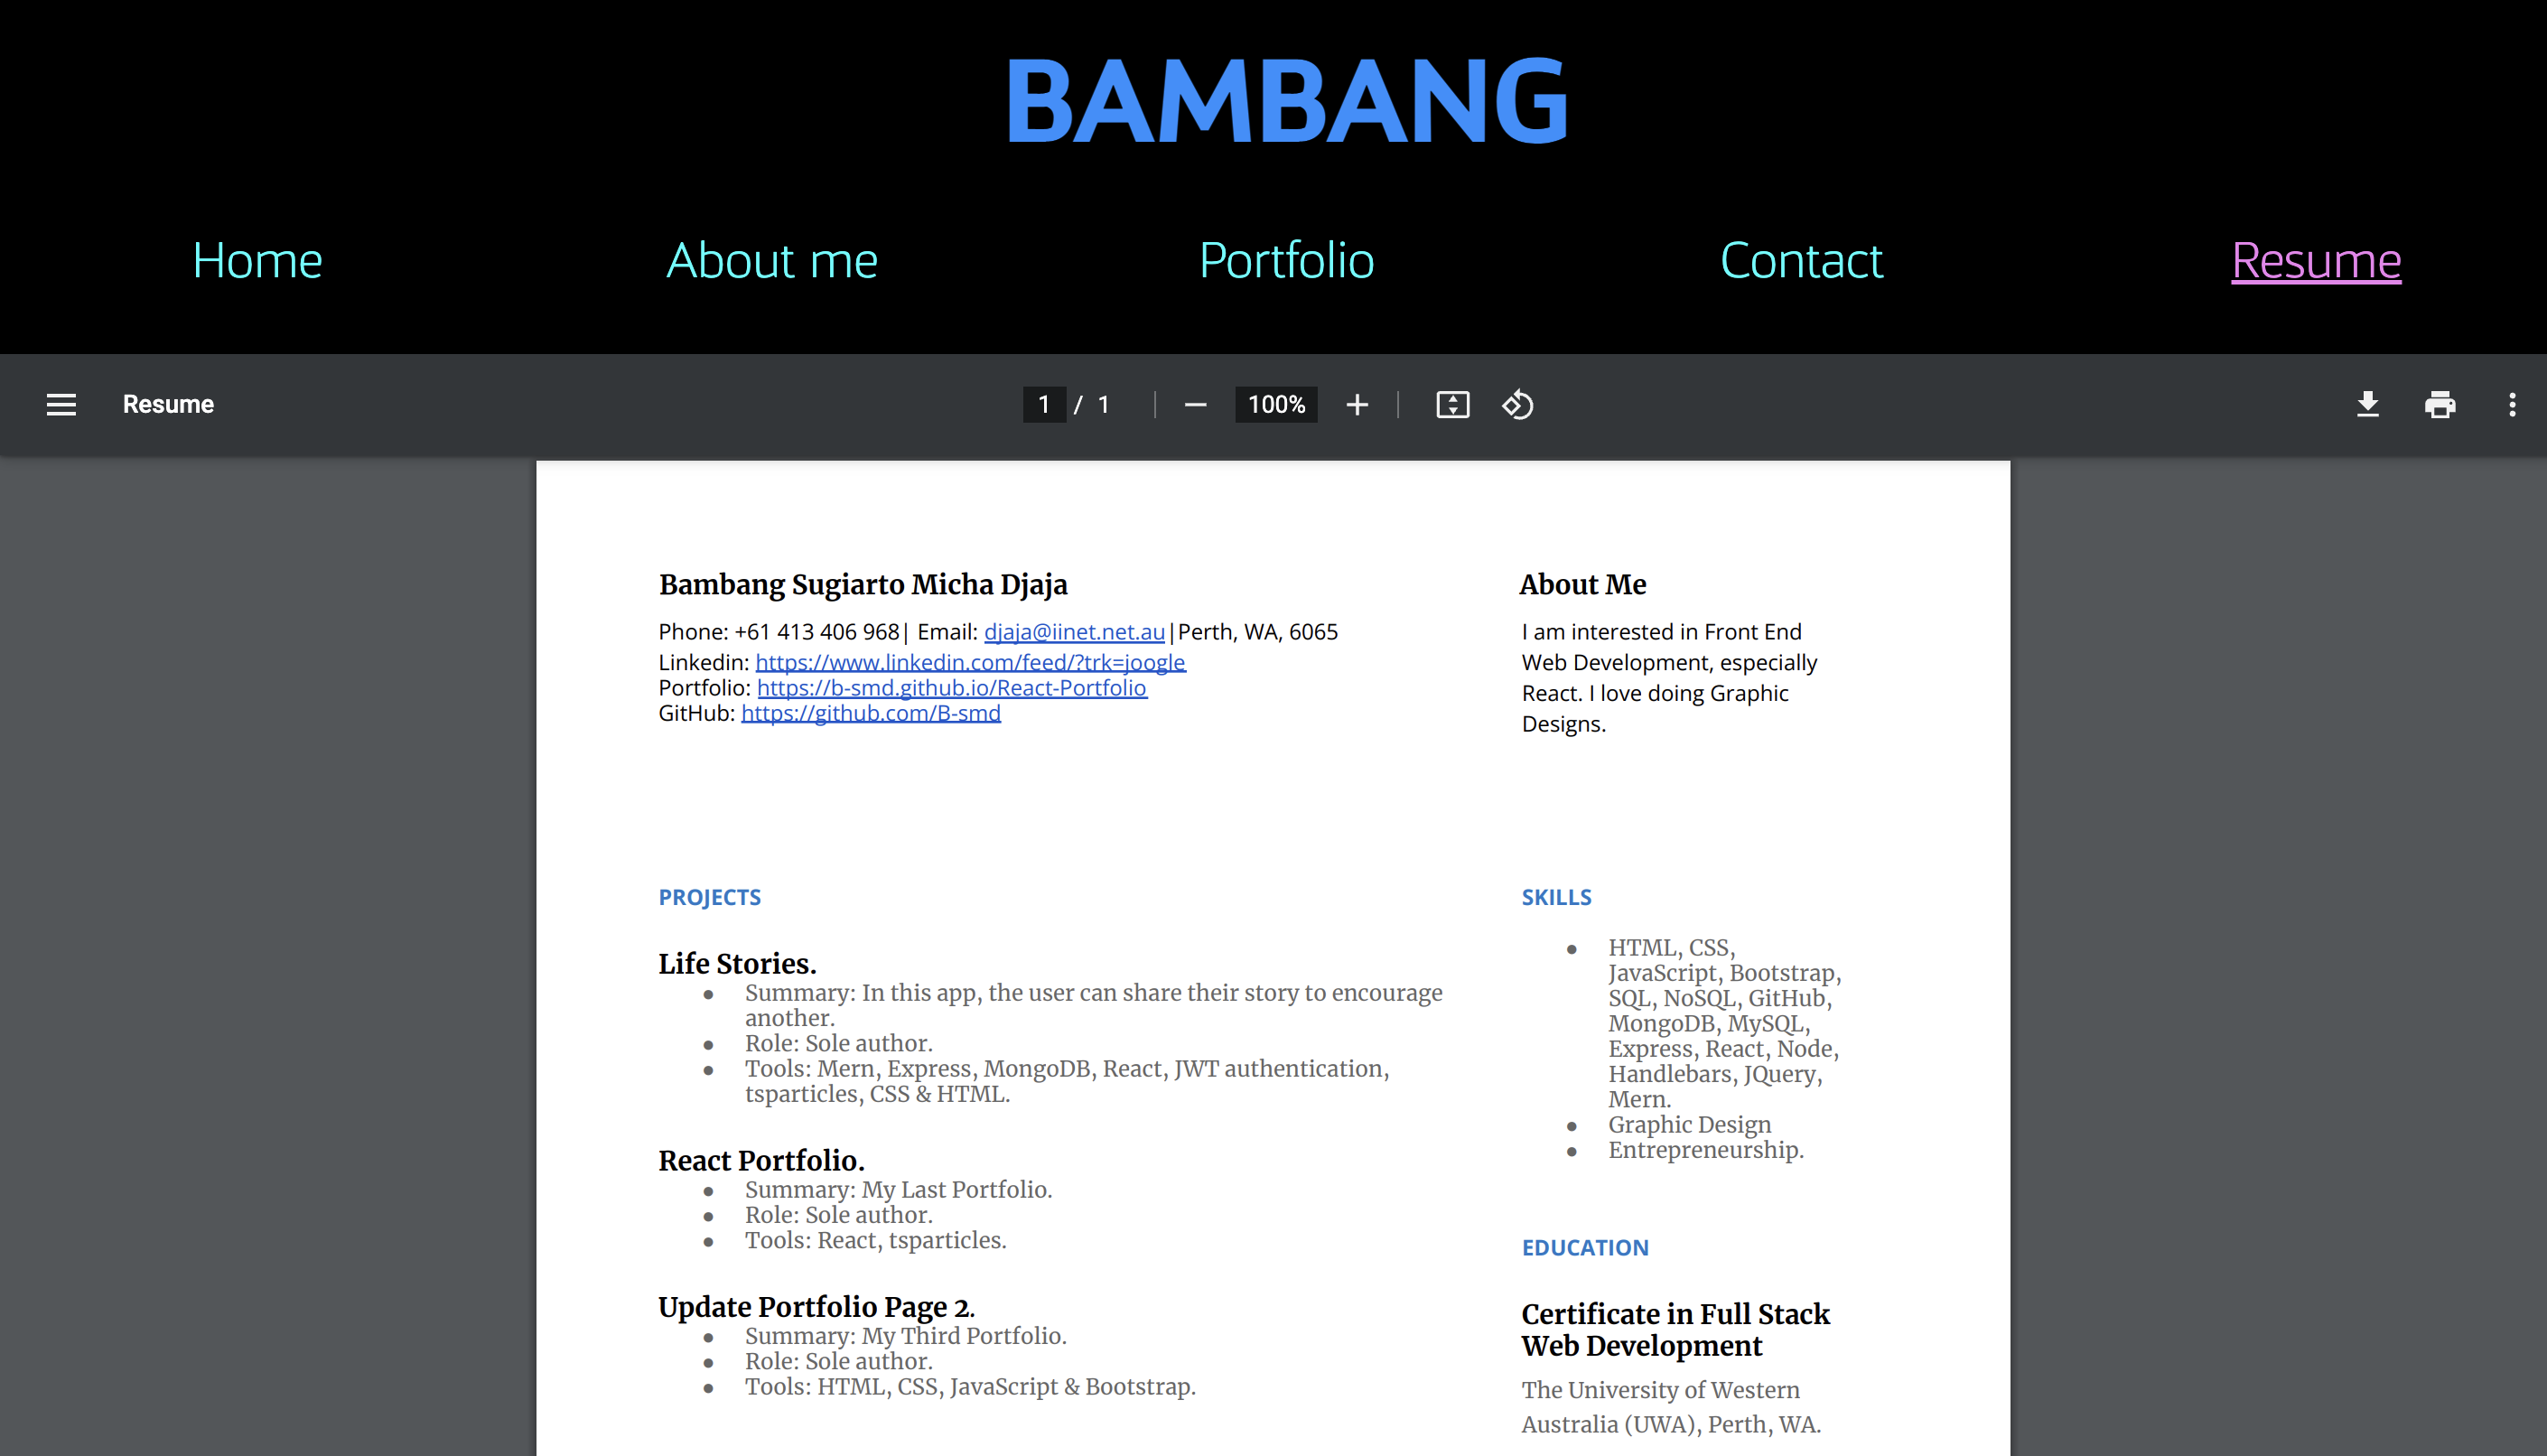 BAMBANG
Home About me Portfolio Contact Resume
Resume 1 / 1 100%
Bambang Sugiarto Micha Djaja
Phone: +61 413 406 968| Email: djaja@iinet.net.au|Perth, WA, 6065
Linkedin: https://www.linkedin.com/feed/?trk=joogle
Portfolio: https://b-smd.github.io/React-Portfolio
GitHub: https://github.com/B-smd
About Me
I am interested in Front End
Web Development, especially
React. I love doing Graphic
Designs.
PROJECTS
Life Stories.
● Summary: In this app, the user can share their story to encourage
another.
● Role: Sole author.
● Tools: Mern, Express, MongoDB, React, JWT authentication,
tsparticles, CSS & HTML.
React Portfolio.
● Summary: My Last Portfolio.
● Role: Sole author.
● Tools: React, tsparticles.
Update Portfolio Page 2.
● Summary: My Third Portfolio.
● Role: Sole author.
● Tools: HTML, CSS, JavaScript & Bootstrap.
SKILLS
● HTML, CSS,
JavaScript, Bootstrap,
SQL, NoSQL, GitHub,
MongoDB, MySQL,
Express, React, Node,
Handlebars, JQuery,
Mern.
● Graphic Design
● Entrepreneurship.
EDUCATION
Certificate in Full Stack
Web Development
The University of Western
Australia (UWA), Perth, WA.